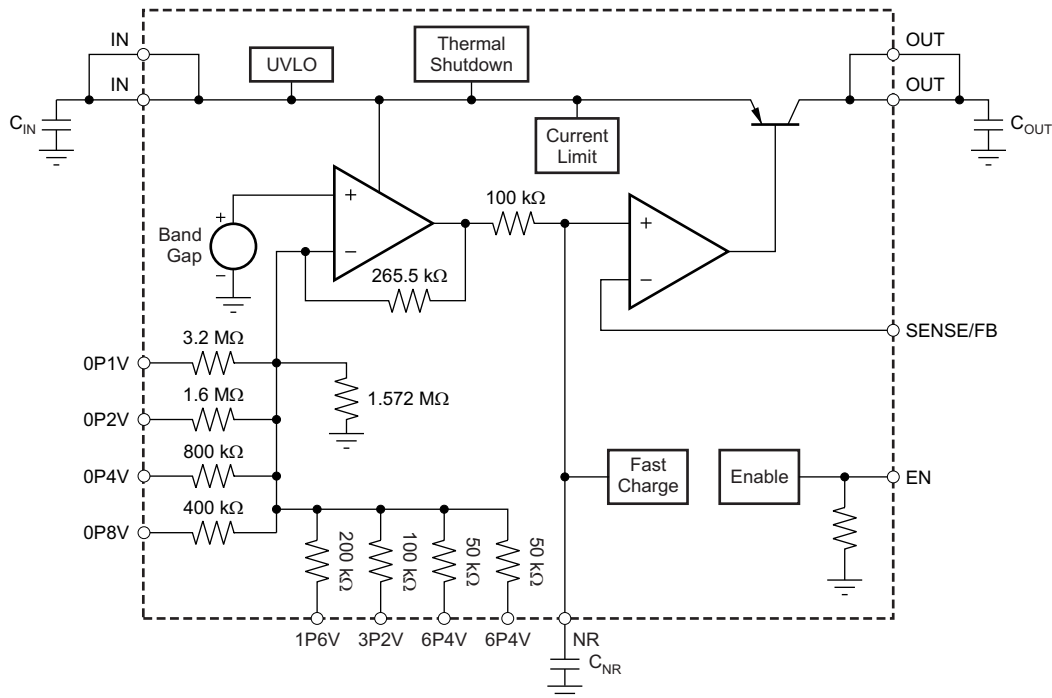 IN
OUT
UVLO
Thermal
Shutdown
IN
OUT
C_IN
Current
Limit
C_OUT
+
100 kΩ
+
+
Band
Gap
−
−
−
265.5 kΩ
SENSE/FB
3.2 MΩ
0P1V
1.572 MΩ
1.6 MΩ
0P2V
800 kΩ
0P4V
Fast
Charge
Enable
EN
400 kΩ
0P8V
200 kΩ
100 kΩ
50 kΩ
50 kΩ
1P6V
3P2V
6P4V
6P4V
NR
C_NR